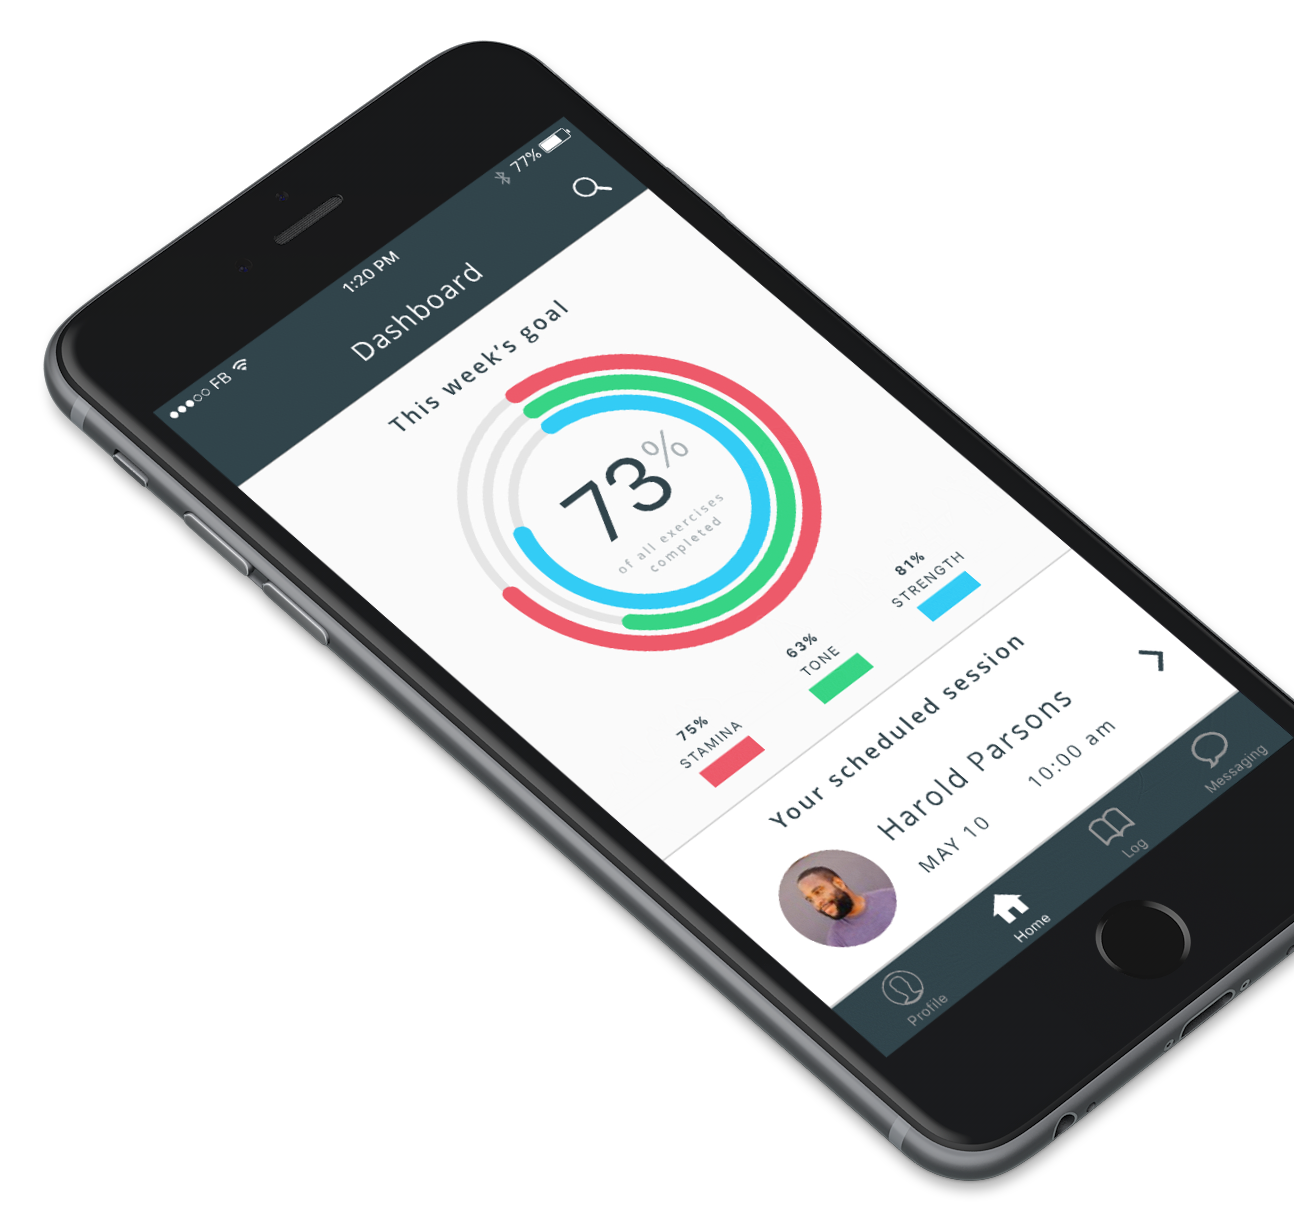 FB
1:20 PM
77%
Dashboard
This week's goal
73%
of all exercises
completed
75%
STAMINA
63%
TONE
81%
STRENGTH
Your scheduled session
Harold Parsons
MAY 10
10:00 am
Profile
Home
Log
Messaging